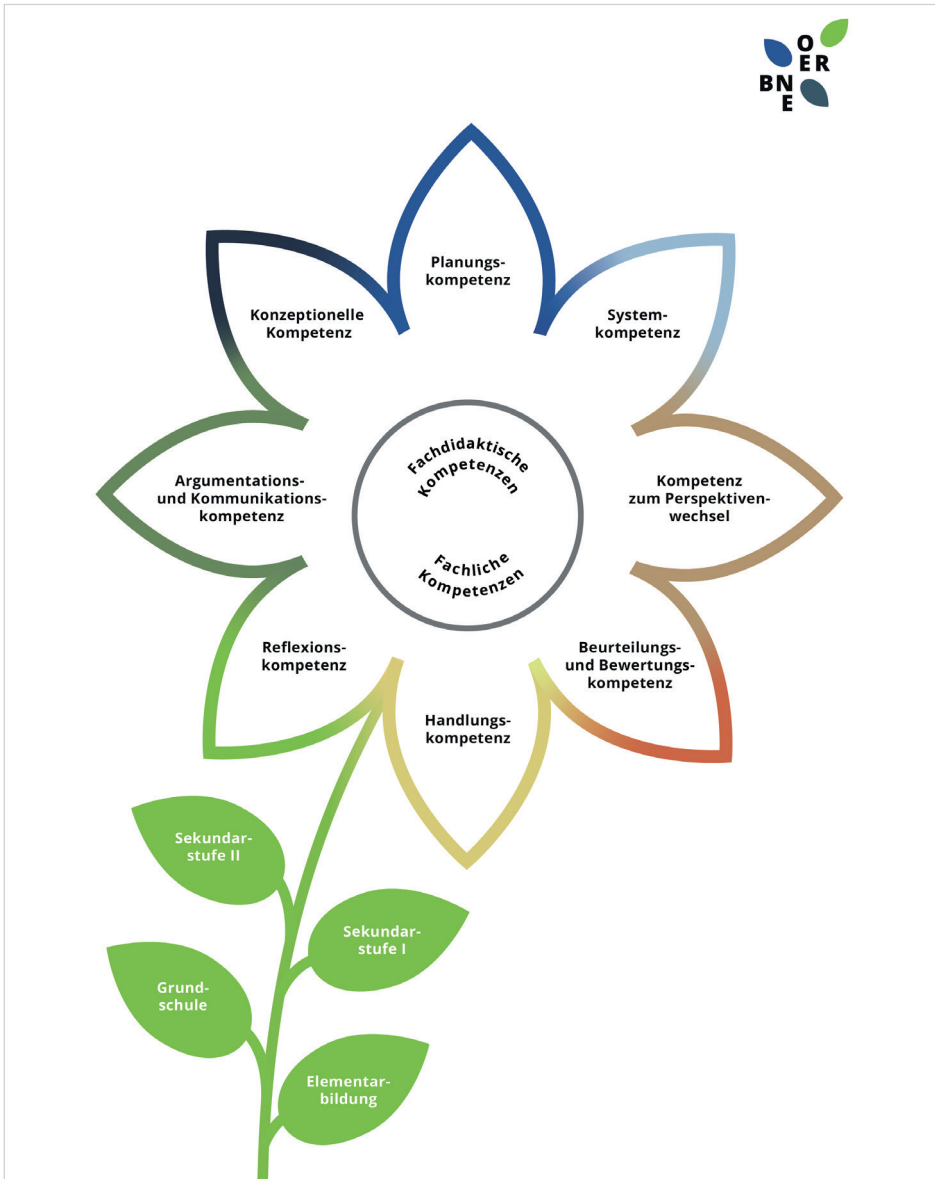 O
ER
BN
E
Planungs-
kompetenz
Konzeptionelle
Kompetenz
System-
kompetenz
Fachdidaktische
Kompetenzen
Argumentations-
und Kommunikations-
kompetenz
Kompetenz
zum Perspektiven-
wechsel
Fachliche
Kompetenzen
Reflexions-
kompetenz
Beurteilungs-
und Bewertungs-
kompetenz
Handlungs-
kompetenz
Sekundar-
stufe II
Sekundar-
stufe I
Grund-
schule
Elementar-
bildung